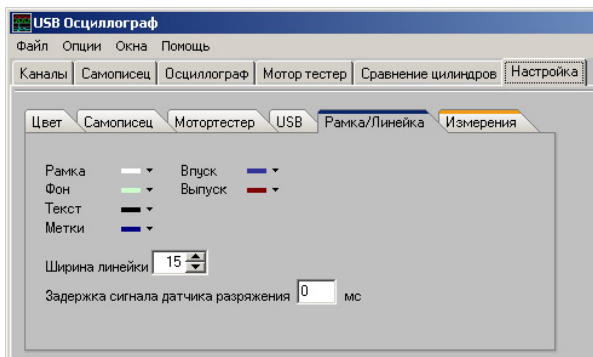 USB Осциллограф
Файл Опции Окна Помощь
Каналы Самописец Осциллограф Мотор тестер Сравнение цилиндров Настройка
Цвет Самописец Мотортестер USB Рамка/Линейка Измерения
Рамка Впуск
Фон Выпуск
Текст
Метки
Ширина линейки 15
Задержка сигнала датчика разряжения 0 мс